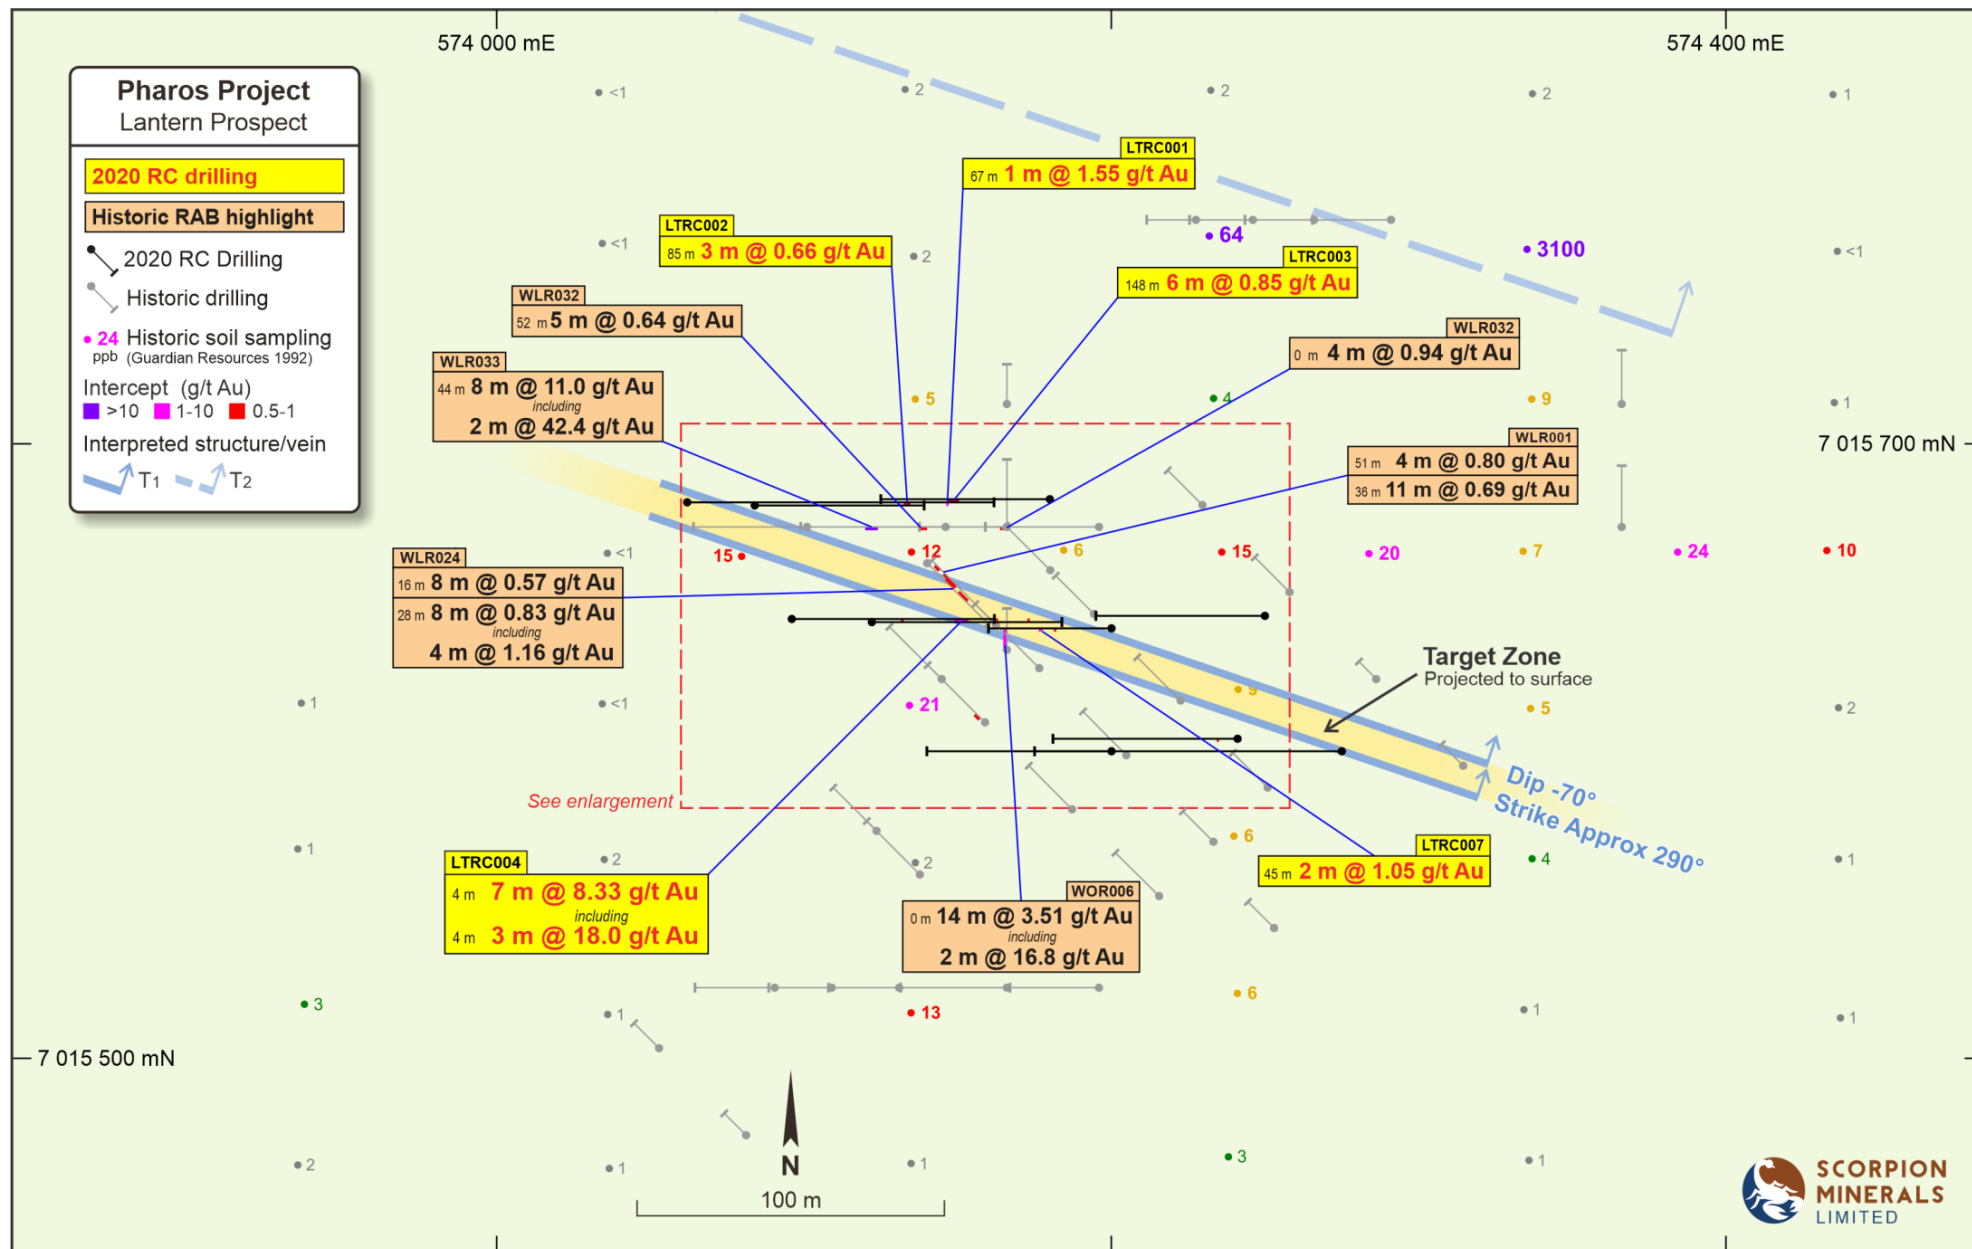 574 000 mE
574 400 mE
Pharos Project
Lantern Prospect
2020 RC drilling
Historic RAB highlight
2020 RC Drilling
Historic drilling
24 Historic soil sampling
ppb (Guardian Resources 1992)
Intercept (g/t Au)
>10 1-10 0.5-1
Interpreted structure/vein
T1 T2
<1
2
2
2
1
LTRC001
67 m 1 m @ 1.55 g/t Au
LTRC002
85 m 3 m @ 0.66 g/t Au
<1
2
64
3100
<1
LTRC003
148 m 6 m @ 0.85 g/t Au
WLR032
52 m 5 m @ 0.64 g/t Au
WLR032
0 m 4 m @ 0.94 g/t Au
WLR033
44 m 8 m @ 11.0 g/t Au
including
2 m @ 42.4 g/t Au
5
4
9
1
7 015 700 mN
WLR001
51 m 4 m @ 0.80 g/t Au
36 m 11 m @ 0.69 g/t Au
<1
15
12
6
15
20
7
24
10
WLR024
16 m 8 m @ 0.57 g/t Au
28 m 8 m @ 0.83 g/t Au
including
4 m @ 1.16 g/t Au
Target Zone
Projected to surface
1
<1
21
9
5
2
See enlargement
Dip -70°
Strike Approx 290°
1
2
2
6
4
1
LTRC007
45 m 2 m @ 1.05 g/t Au
LTRC004
4 m 7 m @ 8.33 g/t Au
including
4 m 3 m @ 18.0 g/t Au
WOR006
0 m 14 m @ 3.51 g/t Au
including
2 m @ 16.8 g/t Au
3
1
13
6
1
1
7 015 500 mN
2
1
1
3
1
N
100 m
SCORPION
MINERALS
LIMITED